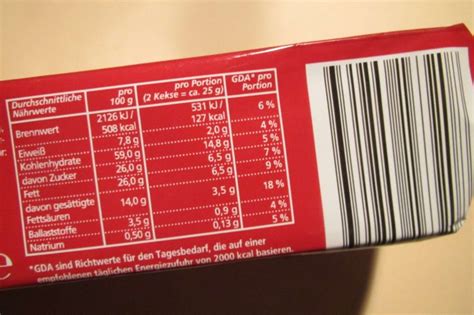 Durchschnittliche pro pro Portion GDA* pro
Nährwerte 100 g (2 Kekse = ca. 25 g) Portion
Brennwert 2126 kJ / 531 kJ / 6 %
508 kcal 127 kcal
Eiweiß 7,8 g 2,0 g 4 %
Kohlenhydrate 59,0 g 14,8 g 5 %
davon Zucker 26,0 g 6,5 g 7 %
Fett 26,0 g 6,5 g 9 %
davon gesättigte
Fettsäuren 14,0 g 3,5 g 18 %
Ballaststoffe 3,5 g 0,9 g 4 %
Natrium 0,50 g 0,13 g 5 %
*GDA sind Richtwerte für den Tagesbedarf, die auf einer
empfohlenen täglichen Energiezufuhr von 2000 kcal basieren.